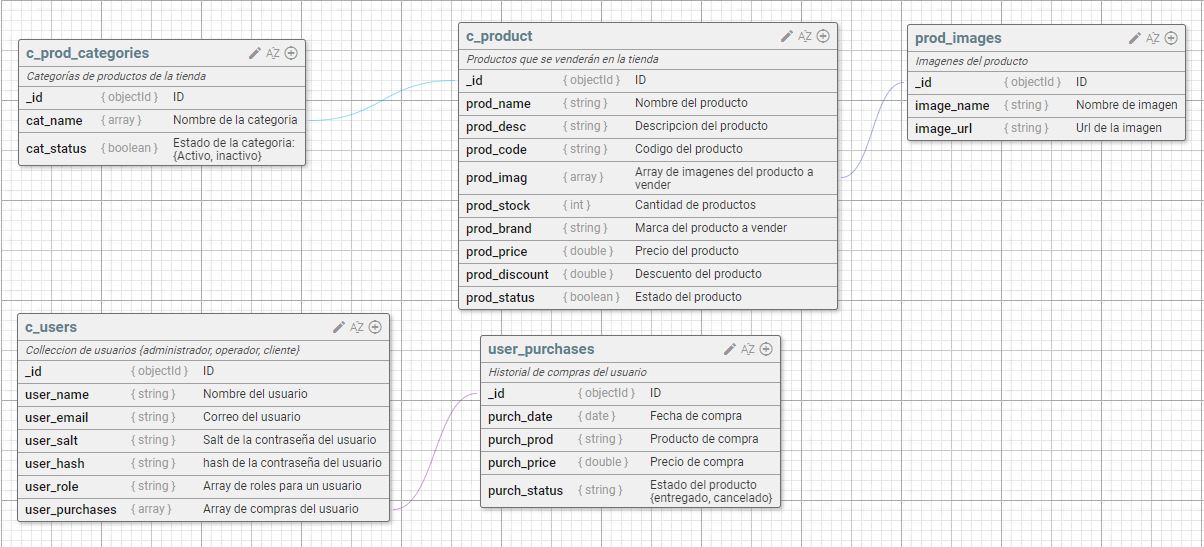 c_prod_categories
Categorías de productos de la tienda
_id { objectId } ID
cat_name { array } Nombre de la categoria
cat_status { boolean } Estado de la categoria:
{Activo, inactivo}
c_product
Productos que se venderán en la tienda
_id { objectId } ID
prod_name { string } Nombre del producto
prod_desc { string } Descripcion del producto
prod_code { string } Codigo del producto
prod_imag { array } Array de imagenes del producto a
vender
prod_stock { int } Cantidad de productos
prod_brand { string } Marca del producto a vender
prod_price { double } Precio del producto
prod_discount { double } Descuento del producto
prod_status { boolean } Estado del producto
prod_images
Imagenes del producto
_id { objectId } ID
image_name { string } Nombre de imagen
image_url { string } Url de la imagen
c_users
Colleccion de usuarios {administrador, operador, cliente}
_id { objectId } ID
user_name { string } Nombre del usuario
user_email { string } Correo del usuario
user_salt { string } Salt de la contraseña del usuario
user_hash { string } hash de la contraseña del usuario
user_role { string } Array de roles para un usuario
user_purchases { array } Array de compras del usuario
user_purchases
Historial de compras del usuario
_id { objectId } ID
purch_date { date } Fecha de compra
purch_prod { string } Producto de compra
purch_price { double } Precio de compra
purch_status { string } Estado del producto
{entregado, cancelado}